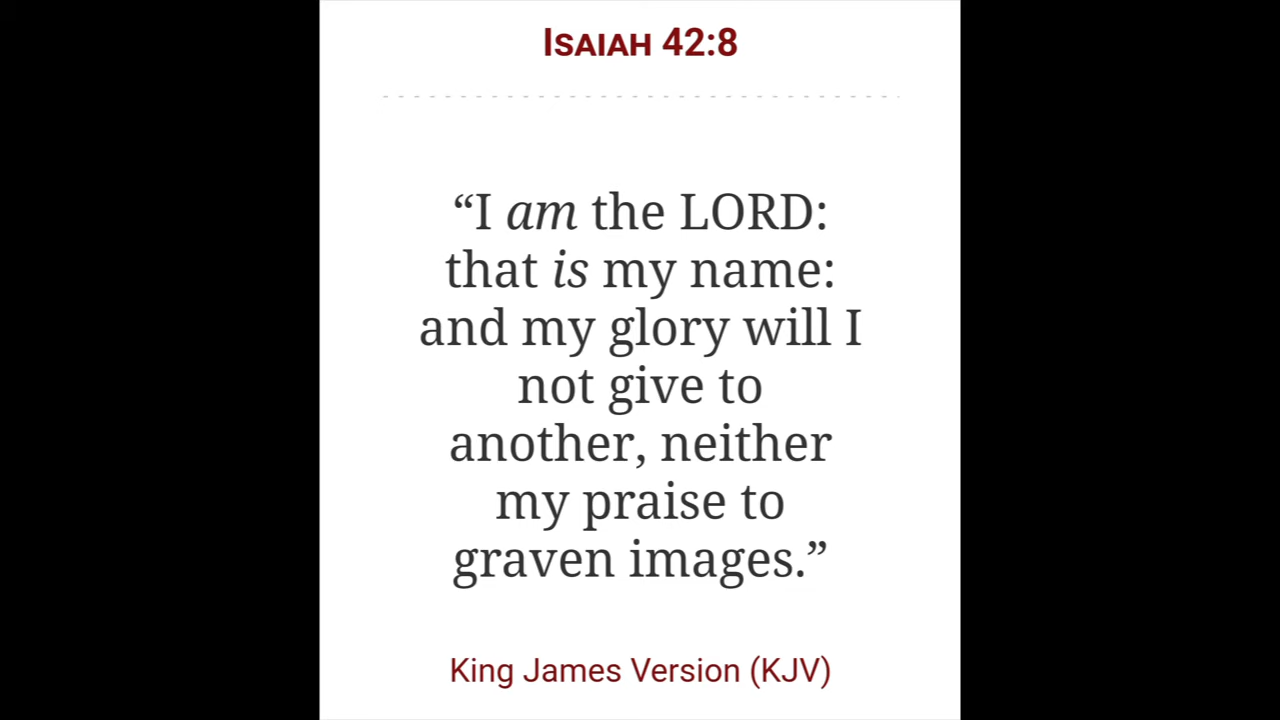 Isaiah 42:8
“I am the LORD:
that is my name:
and my glory will I
not give to
another, neither
my praise to
graven images.”
King James Version (KJV)